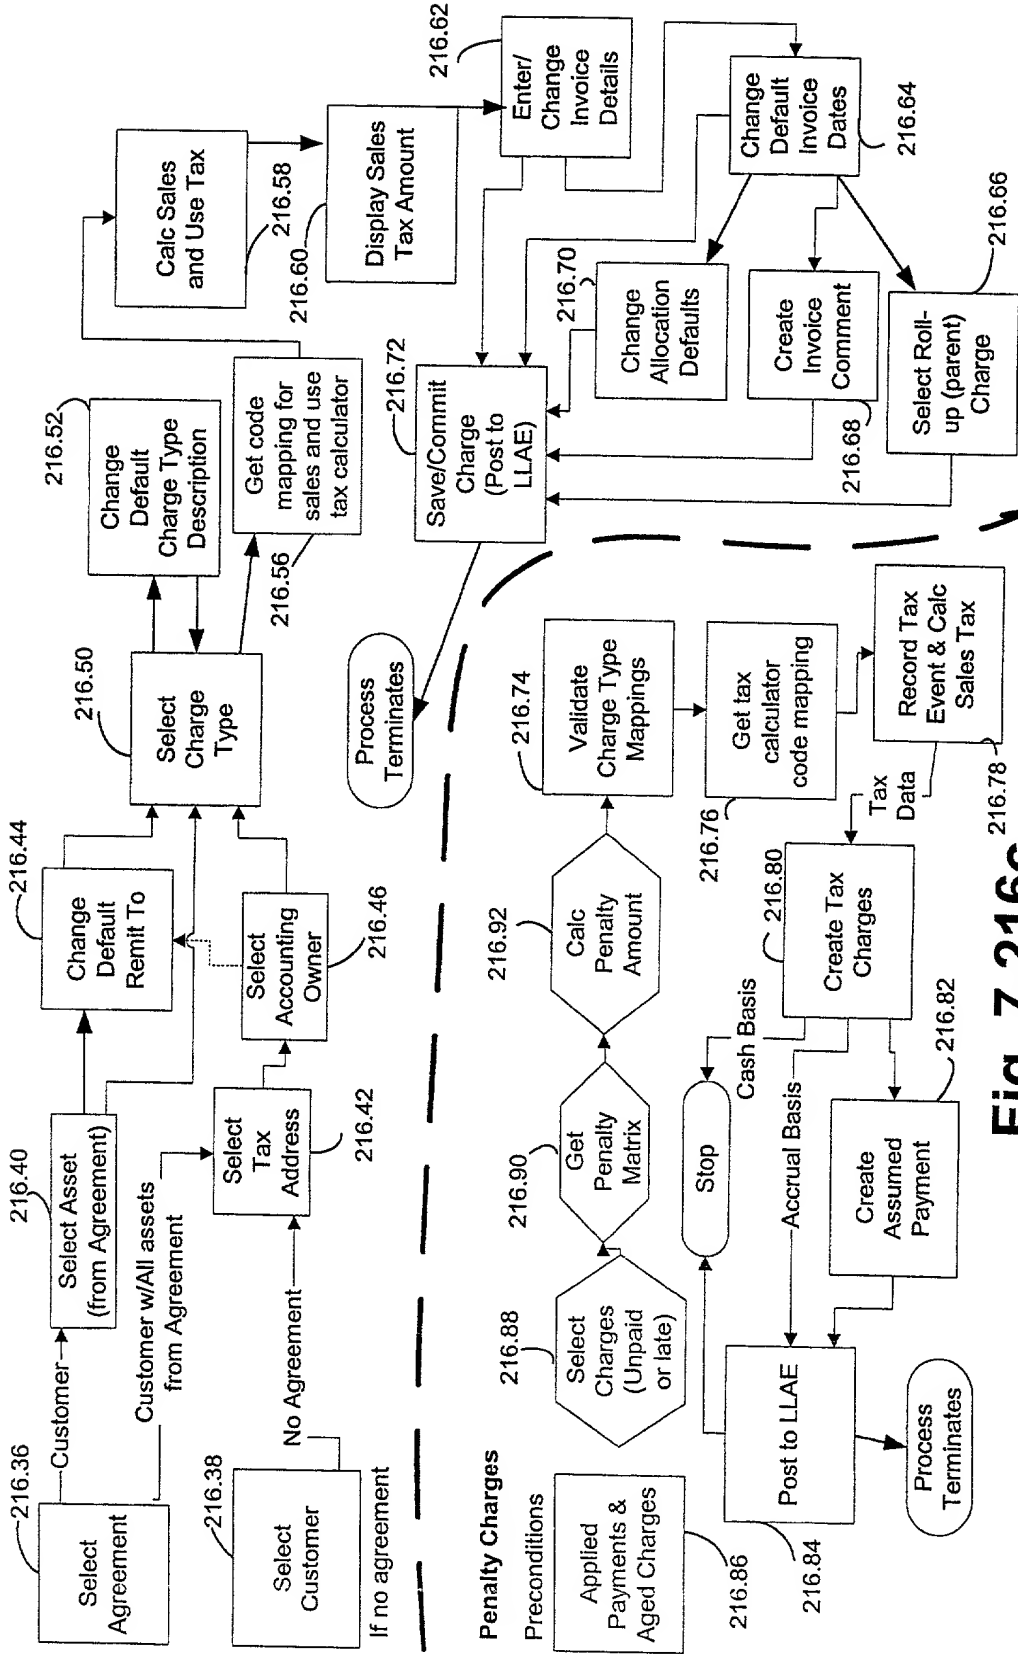 216.36
Select
Agreement
Customer
Customer w/All assets
from Agreement
216.38
Select
Customer
If no agreement
No Agreement
216.40
Select Asset
(from Agreement)
216.42
Select
Tax
Address
216.44
Change
Default
Remit To
216.46
Select
Accounting
Owner
216.50
Select
Charge
Type
216.52
Change
Default
Charge Type
Description
216.56
Get code
mapping for
sales and use
tax calculator
Calc Sales
and Use Tax
216.58
216.60
Display Sales
Tax Amount
216.62
Enter/
Change
Invoice
Details
Change
Default
Invoice
Dates
216.64
216.70
Change
Allocation
Defaults
Create
Invoice
Comment
216.68
216.66
Select Roll-
up (parent)
Charge
216.72
Save/Commit
Charge
(Post to
LLAE)
Process
Terminates
Penalty Charges
Preconditions
Applied
Payments &
Aged Charges
216.86
216.88
Select
Charges
(Unpaid
or late)
216.90
Get
Penalty
Matrix
216.92
Calc
Penalty
Amount
216.74
Validate
Charge Type
Mappings
216.76
Get tax
calculator
code mapping
Record Tax
Event & Calc
Sales Tax
216.78
Tax
Data
216.80
Create Tax
Charges
Cash Basis
Stop
Accrual Basis
216.82
Create
Assumed
Payment
Post to LLAE
216.84
Process
Terminates